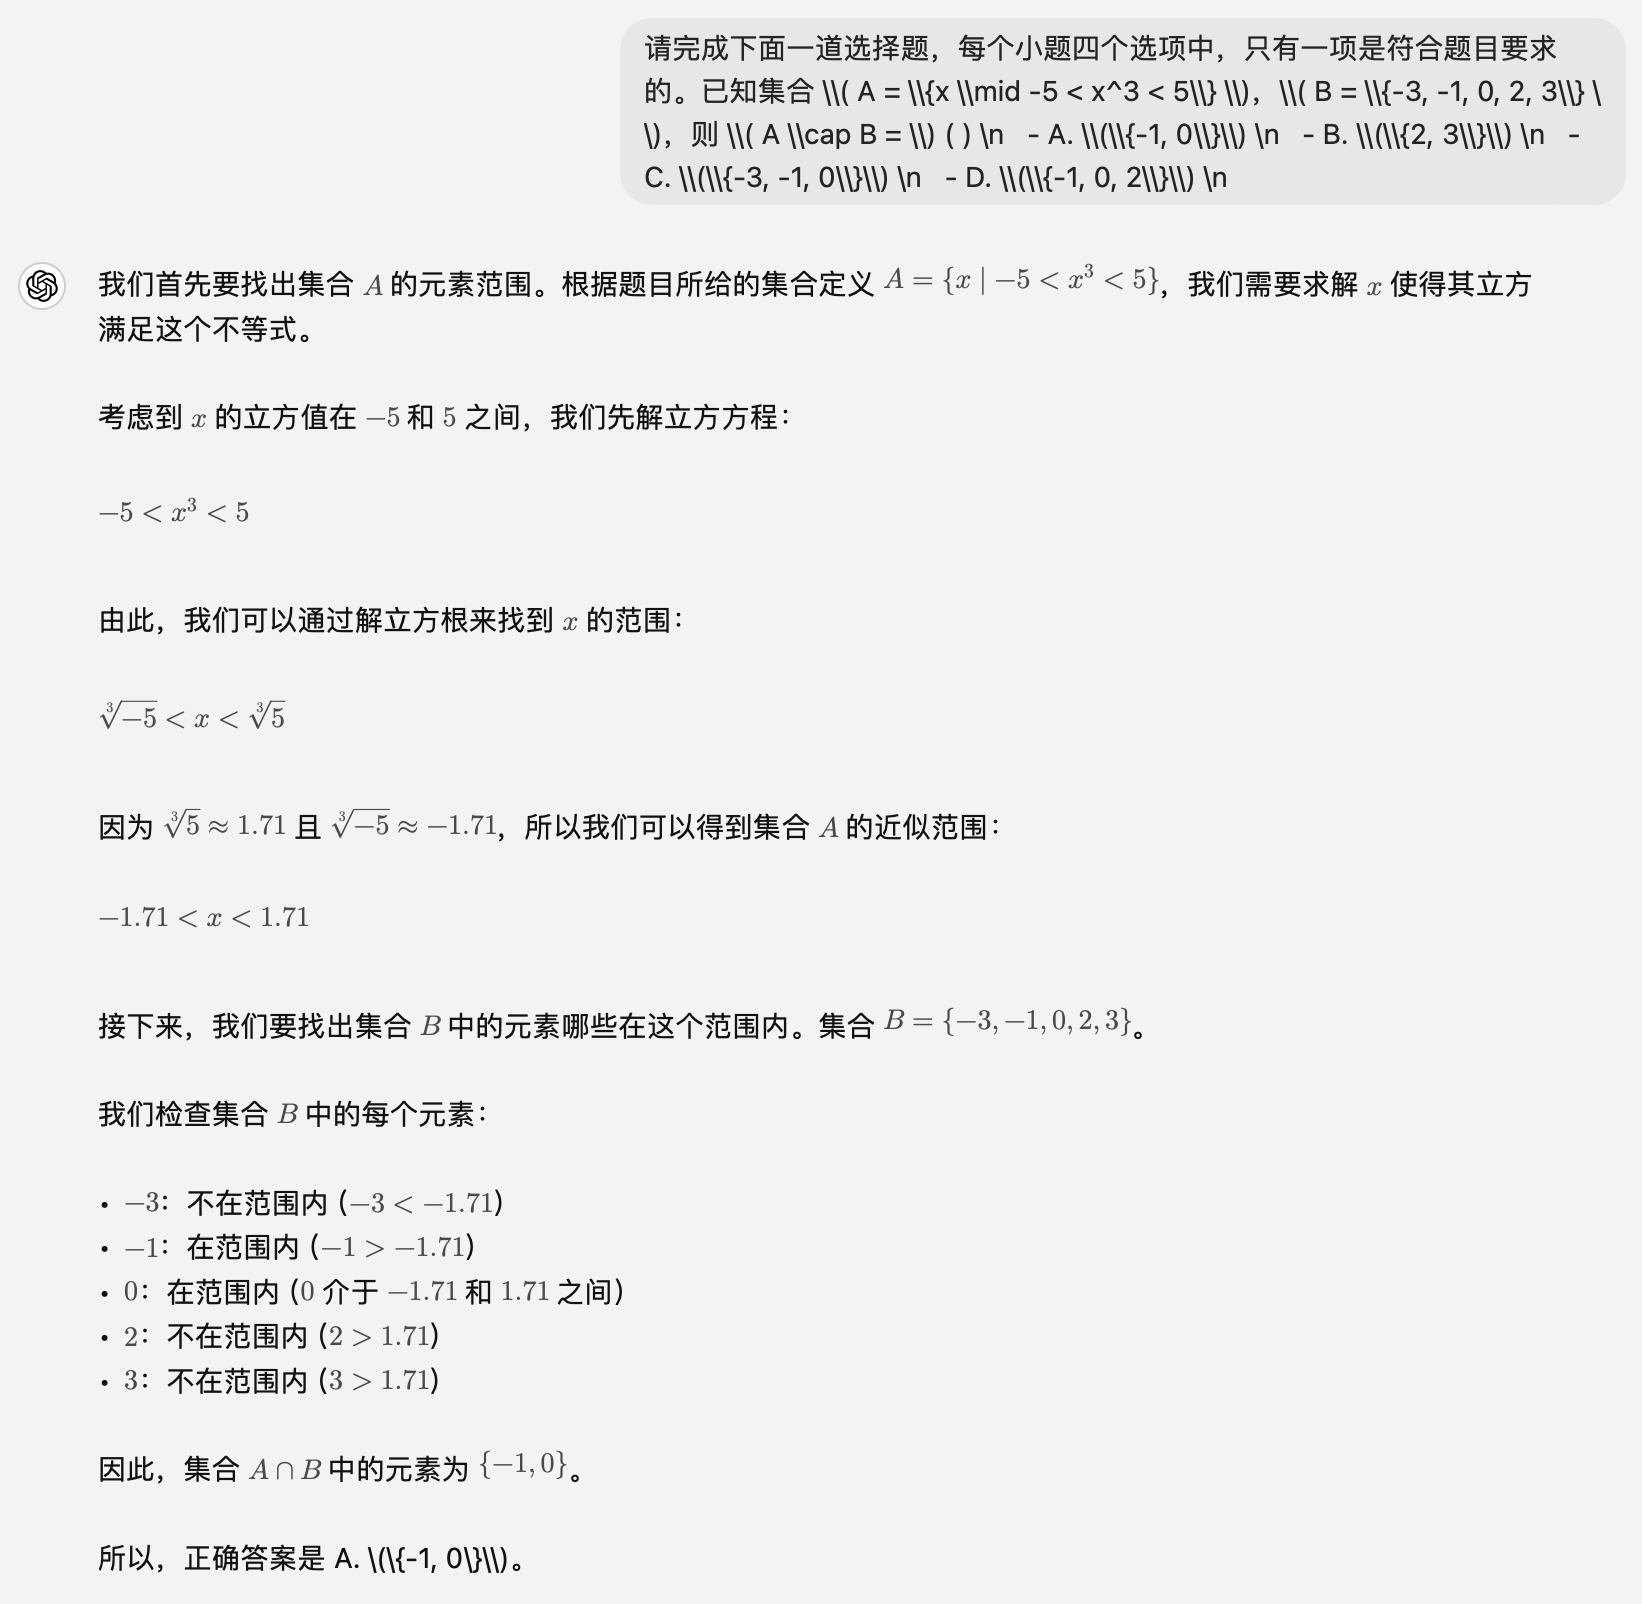 请完成下面一道选择题，每个小题四个选项中，只有一项是符合题目要求
的。已知集合 \\( A = \\{x \\mid -5 < x^3 < 5\\} \\)，\\( B = \\{-3, -1, 0, 2, 3\\} \
\)，则 \\( A \\cap B = \\) ( ) \n   - A. \\(\\{-1, 0\\}\\) \n   - B. \\(\\{2, 3\\}\\) \n   -
C. \\(\\{-3, -1, 0\\}\\) \n   - D. \\(\\{-1, 0, 2\\}\\) \n
我们首先要找出集合 A 的元素范围。根据题目所给的集合定义 A = {x | −5 < x³ < 5}，我们需要求解 x 使得其立方
满足这个不等式。
考虑到 x 的立方值在 −5 和 5 之间，我们先解立方方程：
−5 < x³ < 5
由此，我们可以通过解立方根来找到 x 的范围：
∛−5 < x < ∛5
因为 ∛5 ≈ 1.71 且 ∛−5 ≈ −1.71，所以我们可以得到集合 A 的近似范围：
−1.71 < x < 1.71
接下来，我们要找出集合 B 中的元素哪些在这个范围内。集合 B = {−3, −1, 0, 2, 3}。
我们检查集合 B 中的每个元素：
• −3：不在范围内 (−3 < −1.71)
• −1：在范围内 (−1 > −1.71)
• 0：在范围内 (0 介于 −1.71 和 1.71 之间)
• 2：不在范围内 (2 > 1.71)
• 3：不在范围内 (3 > 1.71)
因此，集合 A ∩ B 中的元素为 {−1, 0}。
所以，正确答案是 A. \(\{-1, 0\}\\)。